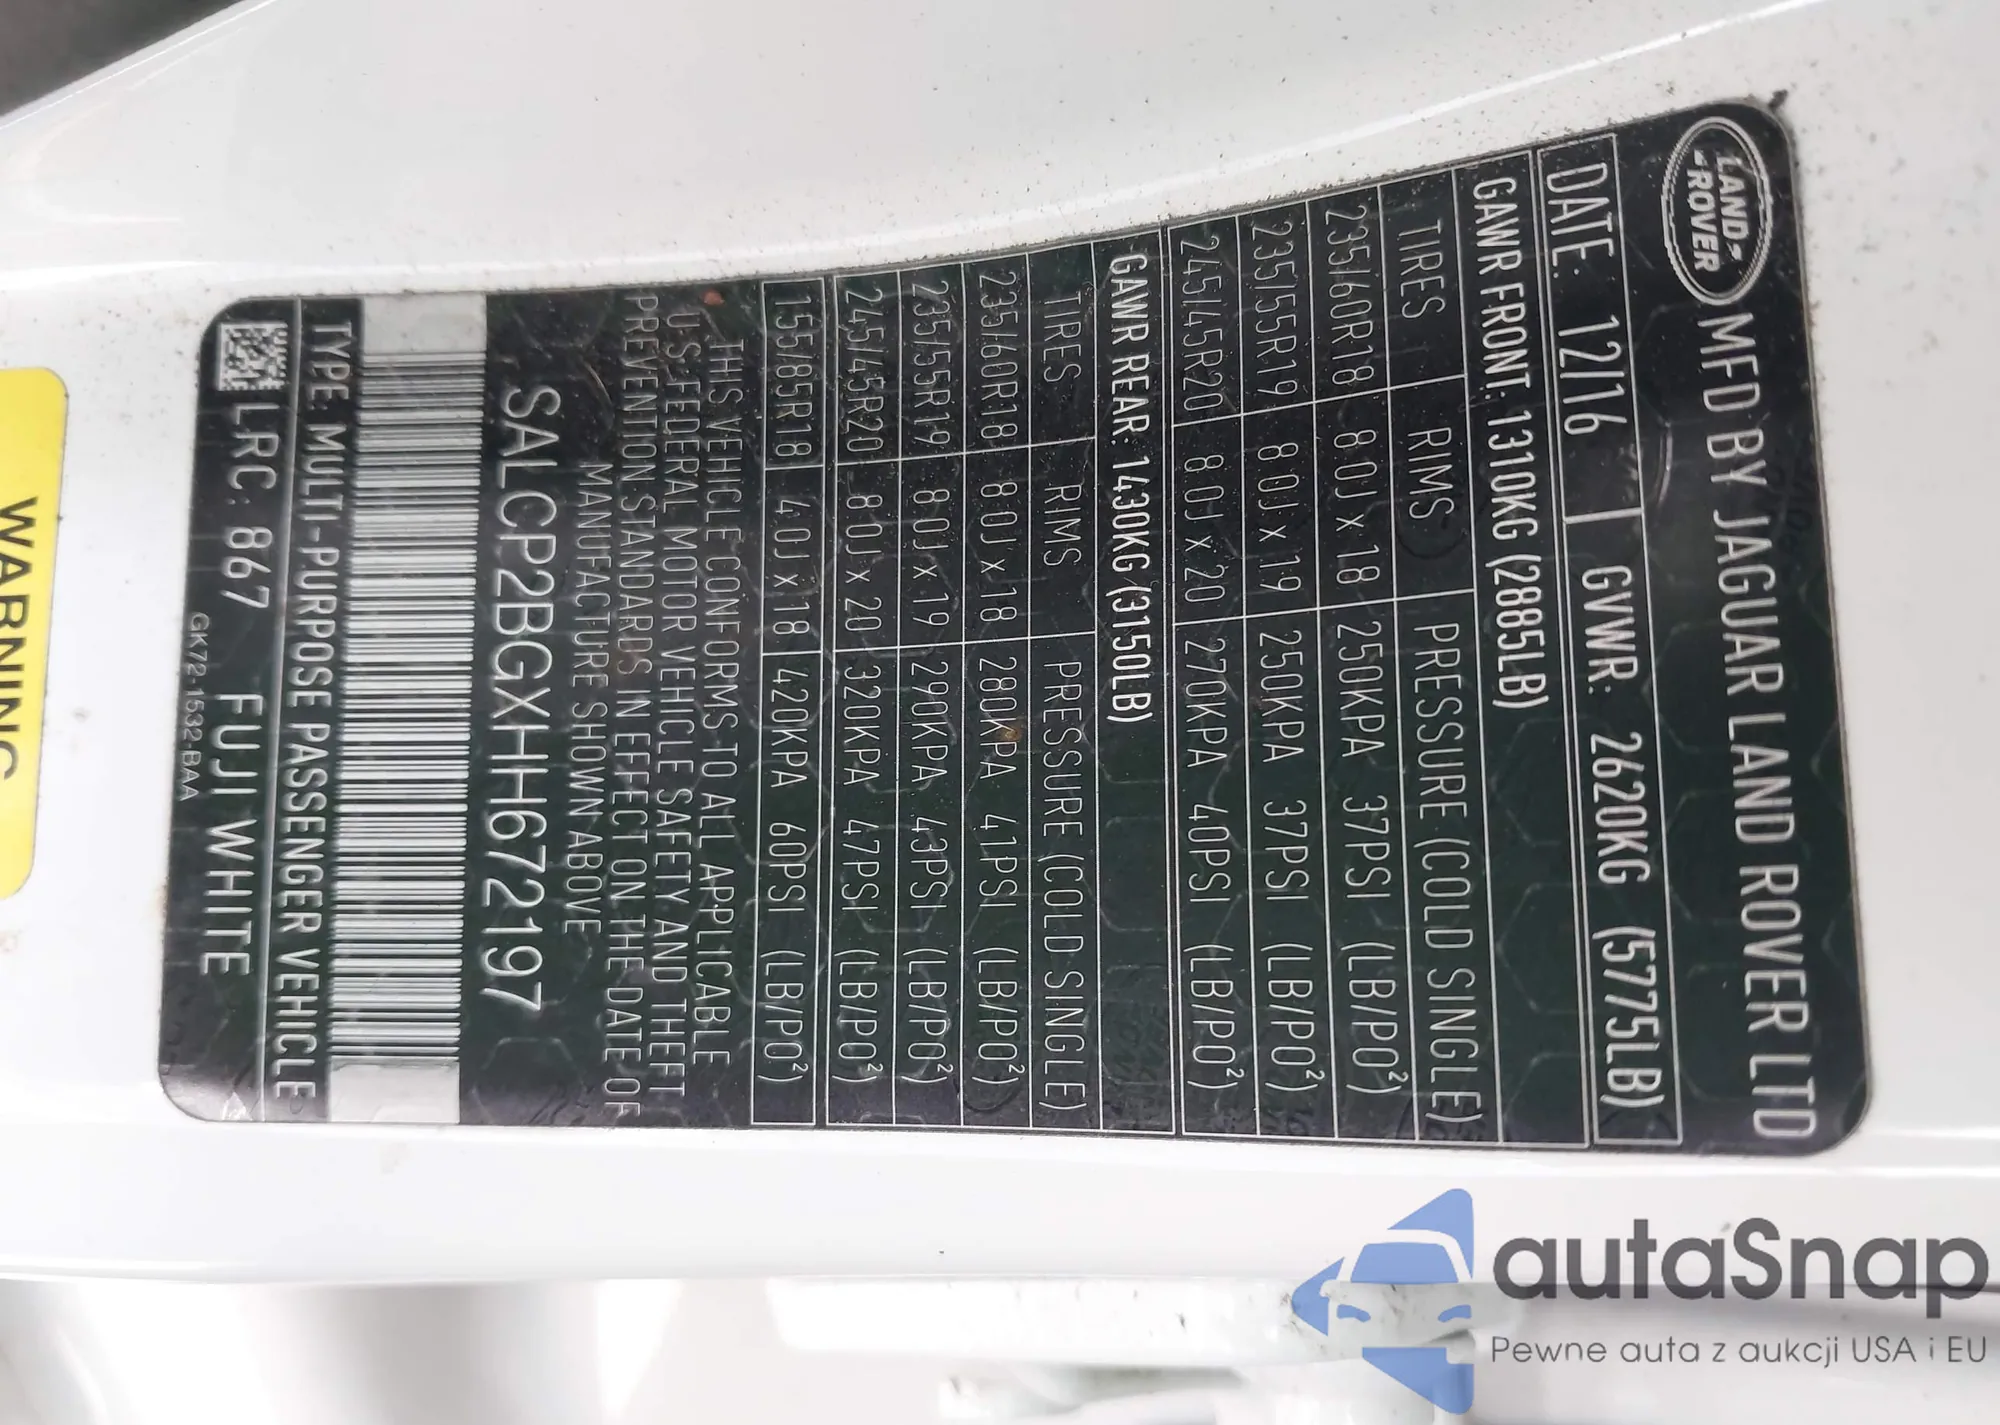 LAND-
-ROVER
MFD BY JAGUAR LAND ROVER LTD
DATE: 12/16 GVWR: 2620KG (5775LB)
GAWR FRONT: 1310KG (2885LB)
TIRES RIMS PRESSURE (COLD SINGLE)
235/60R18 8.0J x 18 250KPA 37PSI (LB/PO²)
235/55R19 8.0J x 19 250KPA 37PSI (LB/PO²)
245/45R20 8.0J x 20 270KPA 40PSI (LB/PO²)
GAWR REAR: 1430KG (3150LB)
TIRES RIMS PRESSURE (COLD SINGLE)
235/60R18 8.0J x 18 280KPA 41PSI (LB/PO²)
235/55R19 8.0J x 19 290KPA 43PSI (LB/PO²)
245/45R20 8.0J x 20 320KPA 47PSI (LB/PO²)
155/85R18 4.0J x 18 420KPA 60PSI (LB/PO²)
THIS VEHICLE CONFORMS TO ALL APPLICABLE
U.S. FEDERAL MOTOR VEHICLE SAFETY AND THEFT
PREVENTION STANDARDS IN EFFECT ON THE DATE OF
MANUFACTURE SHOWN ABOVE
SALCP2BGXHH672197
TYPE: MULTI-PURPOSE PASSENGER VEHICLE
LRC: 867 FUJI WHITE
GK72-1532-BAA
WARNING
autaSnap
Pewne auta z aukcji USA i EU